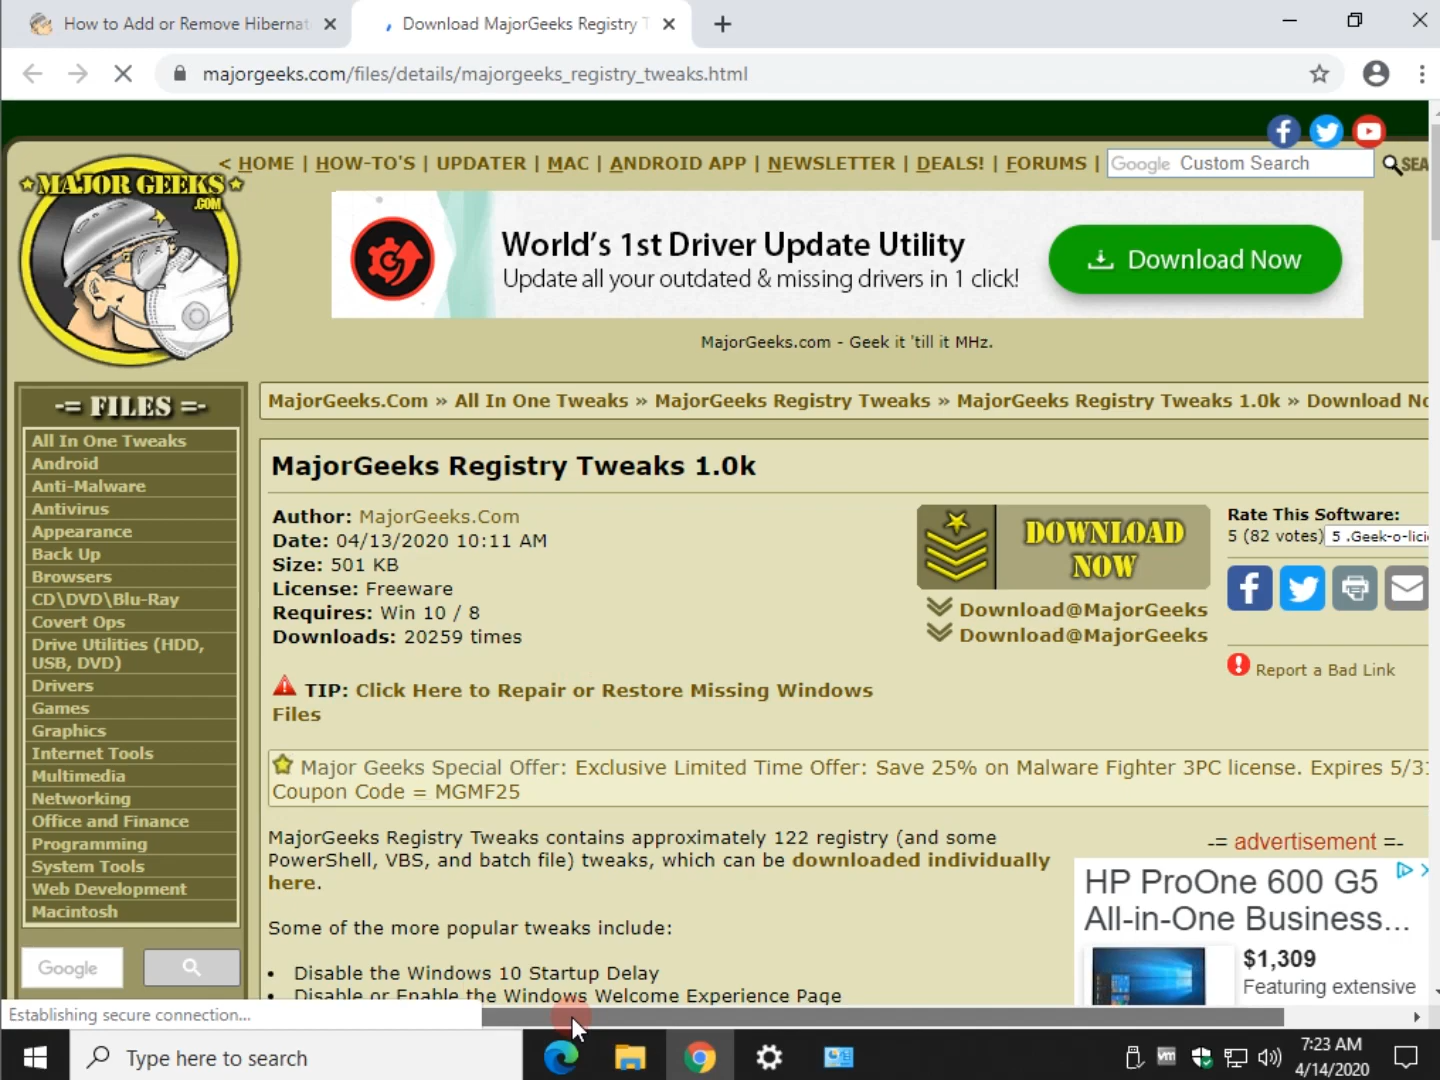 How to Add or Remove Hibernat
Download MajorGeeks Registry T
majorgeeks.com/files/details/majorgeeks_registry_tweaks.html
< HOME | HOW-TO'S | UPDATER | MAC | ANDROID APP | NEWSLETTER | DEALS! | FORUMS |
Google Custom Search
SEA
MAJOR GEEKS
.COM
World's 1st Driver Update Utility
Update all your outdated & missing drivers in 1 click!
Download Now
MajorGeeks.com - Geek it 'till it MHz.
-= FILES =-
All In One Tweaks
Android
Anti-Malware
Antivirus
Appearance
Back Up
Browsers
CD\DVD\Blu-Ray
Covert Ops
Drive Utilities (HDD,
USB, DVD)
Drivers
Games
Graphics
Internet Tools
Multimedia
Networking
Office and Finance
Programming
System Tools
Web Development
Macintosh
Google
MajorGeeks.Com » All In One Tweaks » MajorGeeks Registry Tweaks » MajorGeeks Registry Tweaks 1.0k » Download No
MajorGeeks Registry Tweaks 1.0k
Author: MajorGeeks.Com
Date: 04/13/2020 10:11 AM
Size: 501 KB
License: Freeware
Requires: Win 10 / 8
Downloads: 20259 times
DOWNLOAD
NOW
Download@MajorGeeks
Download@MajorGeeks
Rate This Software:
5 (82 votes) 5 .Geek-o-lici
Report a Bad Link
TIP: Click Here to Repair or Restore Missing Windows
Files
Major Geeks Special Offer: Exclusive Limited Time Offer: Save 25% on Malware Fighter 3PC license. Expires 5/31
Coupon Code = MGMF25
MajorGeeks Registry Tweaks contains approximately 122 registry (and some
PowerShell, VBS, and batch file) tweaks, which can be downloaded individually
here.
Some of the more popular tweaks include:
• Disable the Windows 10 Startup Delay
• Disable or Enable the Windows Welcome Experience Page
-= advertisement =-
HP ProOne 600 G5
All-in-One Business...
$1,309
Featuring extensive
Establishing secure connection...
Type here to search
vm
7:23 AM
4/14/2020